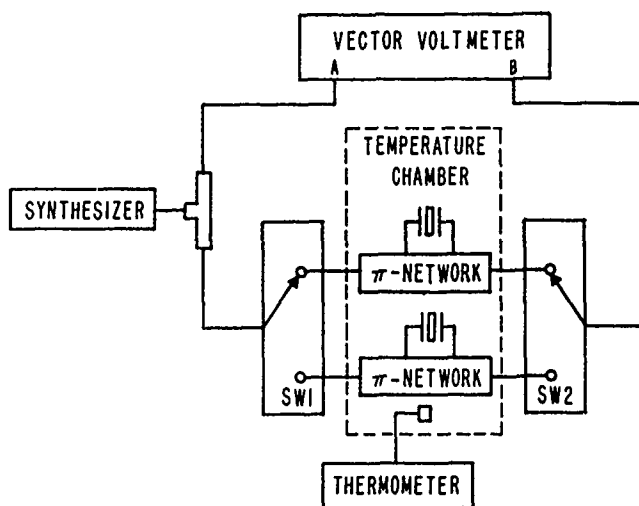 VECTOR VOLTMETER
A
B
TEMPERATURE
CHAMBER
SYNTHESIZER
π-NETWORK
π-NETWORK
SW1
SW2
THERMOMETER